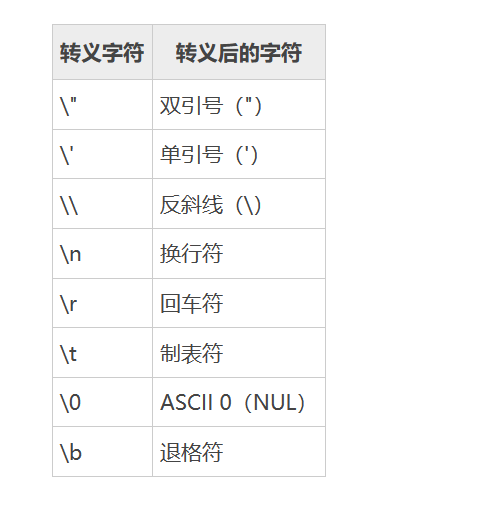 转义字符 转义后的字符
\" 双引号（"）
\' 单引号（'）
\\ 反斜线（\）
\n 换行符
\r 回车符
\t 制表符
\0 ASCII 0（NUL）
\b 退格符